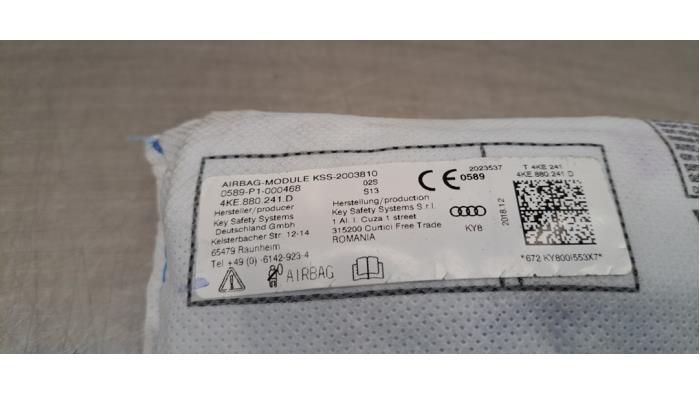 AIRBAG-MODULE KSS-2003810
0589-P1-000468
4KE.880.241.D
02S
S13
Hersteller/producer
Key Safety Systems
Deutschland GmbH
Kelsterbacher Str. 12-14
65479 Raunheim
Tel +49 (0) -6142-923-4
AIRBAG
Herstellung/production
Key Safety Systems S.r.l.
1 Al. I. Cuza 1 street
315200 Curtici Free Trade
ROMANIA
CE 0589
KY8
2023537
2018.12
T 4KE.241
4KE.880.241.D
*672 KY800I553X7*